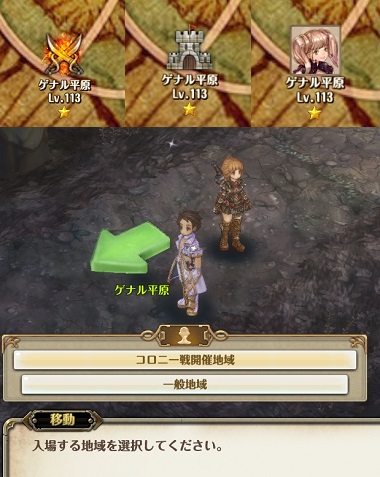 ゲナル平原
Lv.113
ゲナル平原
Lv.113
ゲナル平原
Lv.113
ゲナル平原
コロニー戦開催地域
一般地域
移動
入場する地域を選択してください。